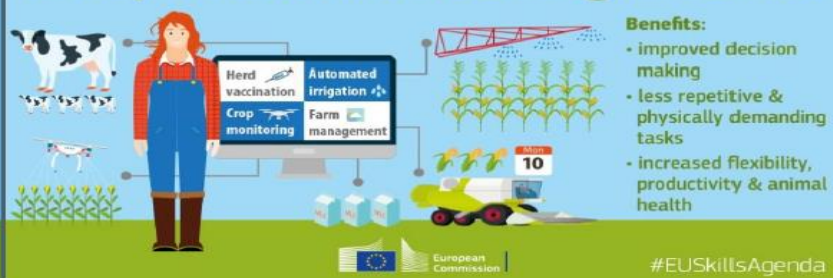 Benefits:
• improved decision
making
• less repetitive &
physically demanding
tasks
• increased flexibility,
productivity & animal
health
Herd
vaccination
Automated
irrigation
Crop
monitoring
Farm
management
Mon
10
European
Commission
#EUSkillsAgenda